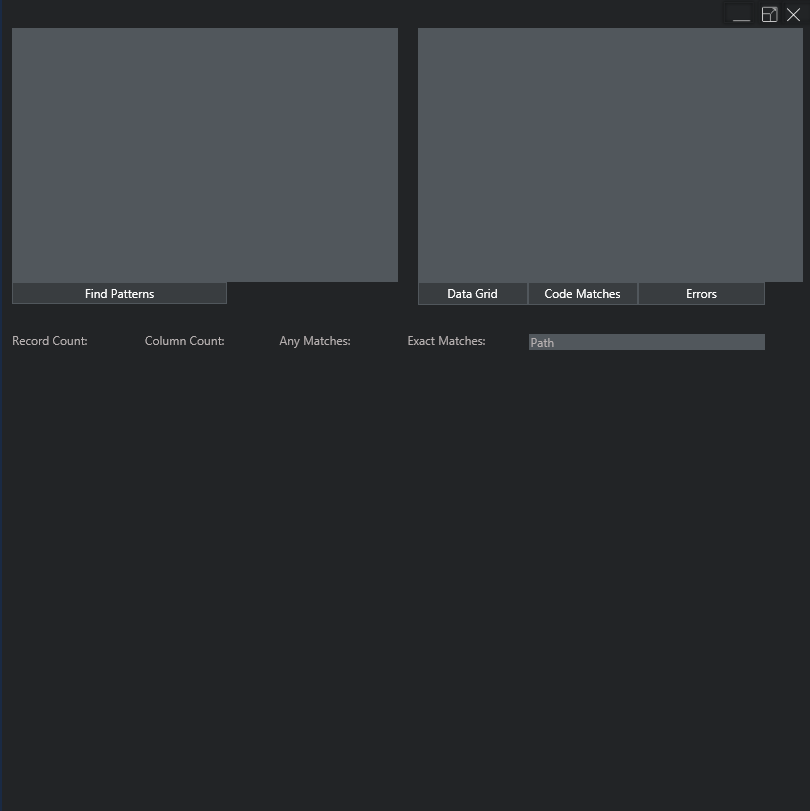 Find Patterns
Data Grid
Code Matches
Errors
Record Count:
Column Count:
Any Matches:
Exact Matches:
Path